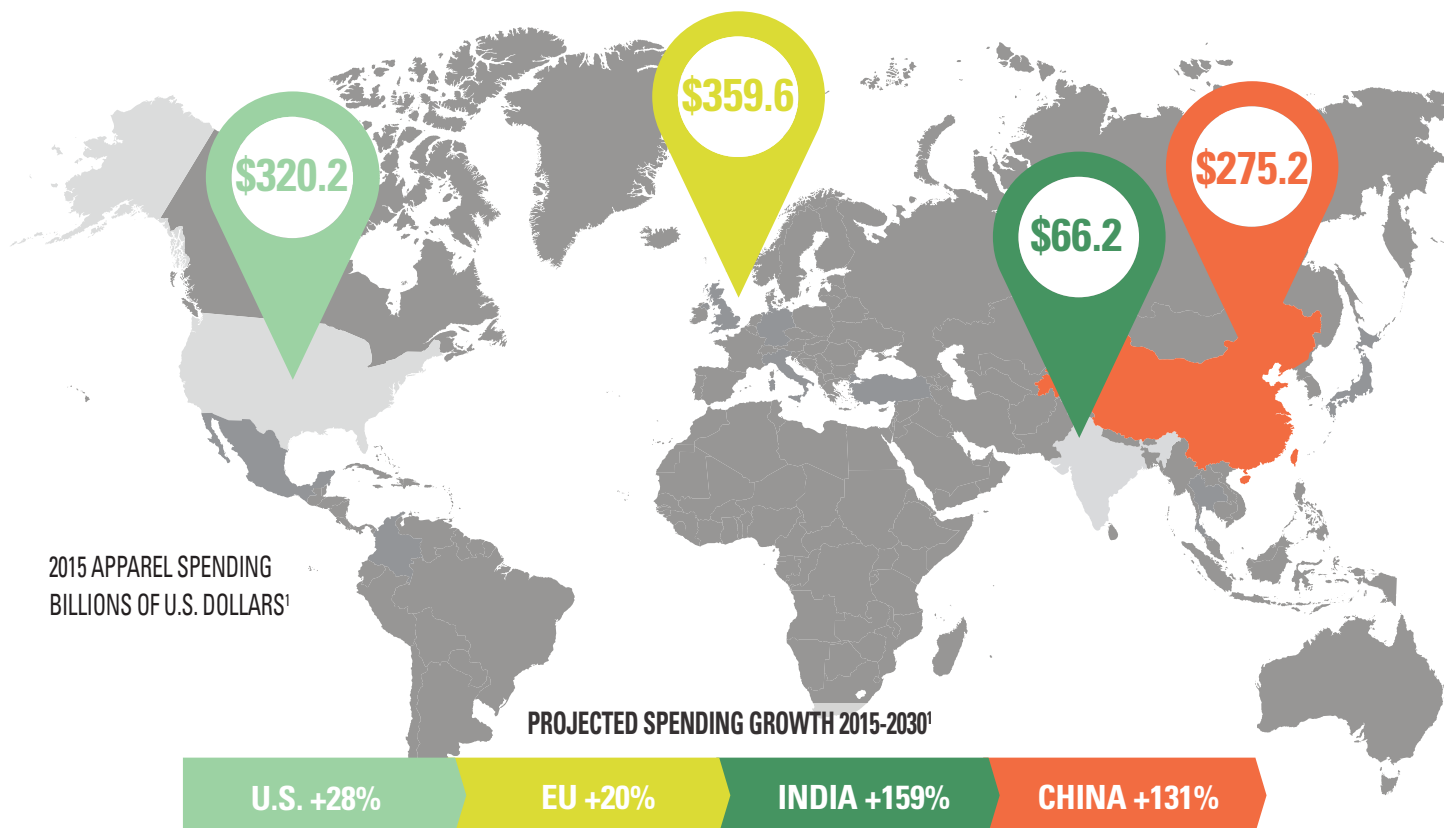 $359.6
$320.2
$275.2
$66.2
2015 APPAREL SPENDING
BILLIONS OF U.S. DOLLARS¹
PROJECTED SPENDING GROWTH 2015-2030¹
U.S. +28%
EU +20%
INDIA +159%
CHINA +131%